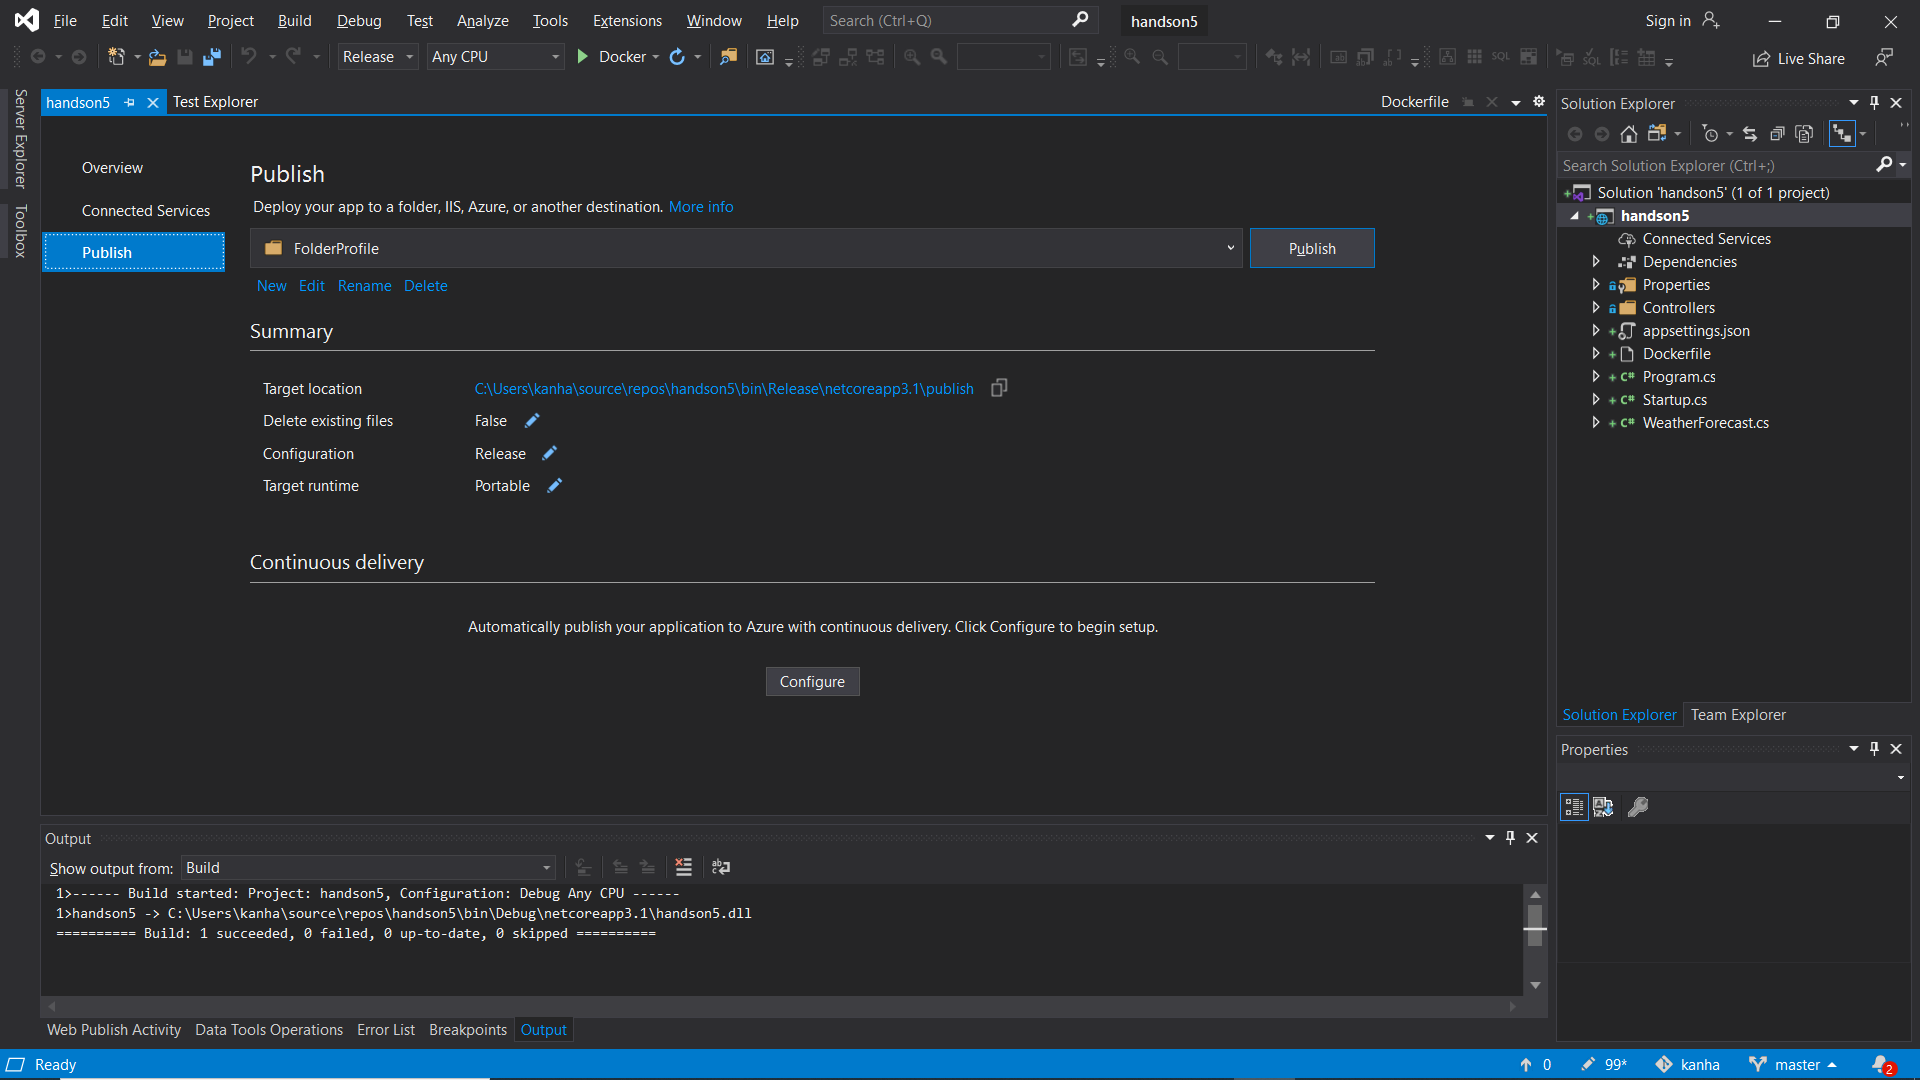 File Edit View Project Build Debug Test Analyze Tools Extensions Window Help Search (Ctrl+Q) handson5 Sign in
Release Any CPU Docker SQL SQL Live Share
Server Explorer
Toolbox
handson5 Test Explorer Dockerfile
Overview
Connected Services
Publish
Publish
Deploy your app to a folder, IIS, Azure, or another destination. More info
FolderProfile Publish
New Edit Rename Delete
Summary
Target location C:\Users\kanha\source\repos\handson5\bin\Release\netcoreapp3.1\publish
Delete existing files False
Configuration Release
Target runtime Portable
Continuous delivery
Automatically publish your application to Azure with continuous delivery. Click Configure to begin setup.
Configure
Output
Show output from: Build
1>------ Build started: Project: handson5, Configuration: Debug Any CPU ------
1>handson5 -> C:\Users\kanha\source\repos\handson5\bin\Debug\netcoreapp3.1\handson5.dll
========== Build: 1 succeeded, 0 failed, 0 up-to-date, 0 skipped ==========
Web Publish Activity Data Tools Operations Error List Breakpoints Output
Solution Explorer
Search Solution Explorer (Ctrl+;)
Solution 'handson5' (1 of 1 project)
handson5
Connected Services
Dependencies
Properties
Controllers
appsettings.json
Dockerfile
C# Program.cs
C# Startup.cs
C# WeatherForecast.cs
Solution Explorer Team Explorer
Properties
Ready 0 99* kanha master 2